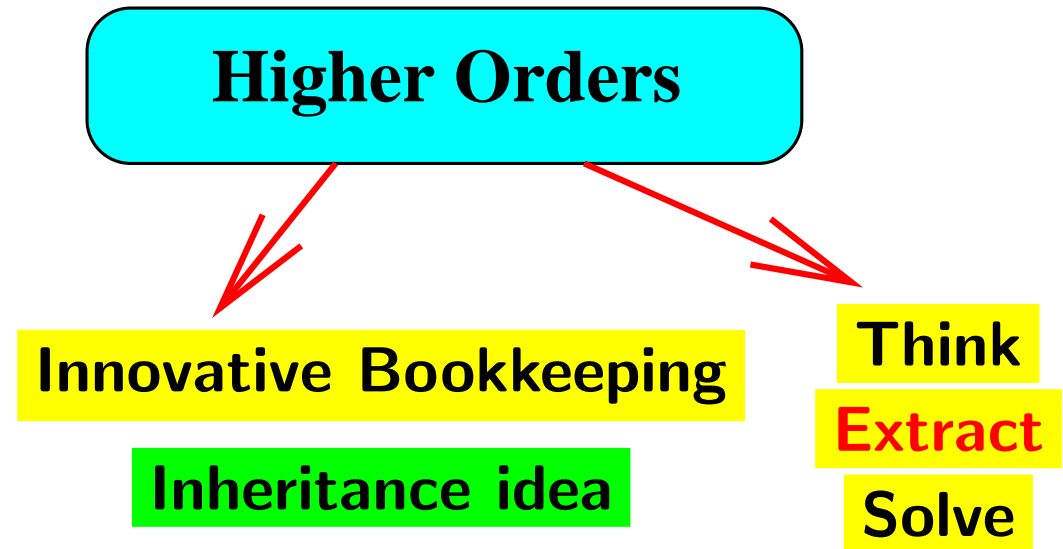 Higher Orders
Innovative Bookkeeping
Inheritance idea
Think
Extract
Solve